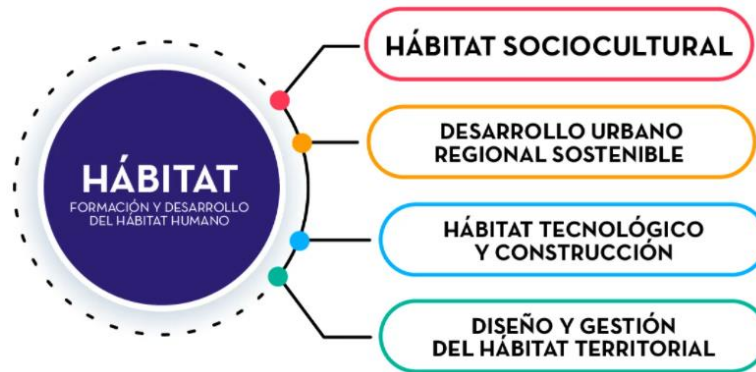 HÁBITAT
FORMACIÓN Y DESARROLLO
DEL HÁBITAT HUMANO
HÁBITAT SOCIOCULTURAL
DESARROLLO URBANO
REGIONAL SOSTENIBLE
HÁBITAT TECNOLÓGICO
Y CONSTRUCCIÓN
DISEÑO Y GESTIÓN
DEL HÁBITAT TERRITORIAL